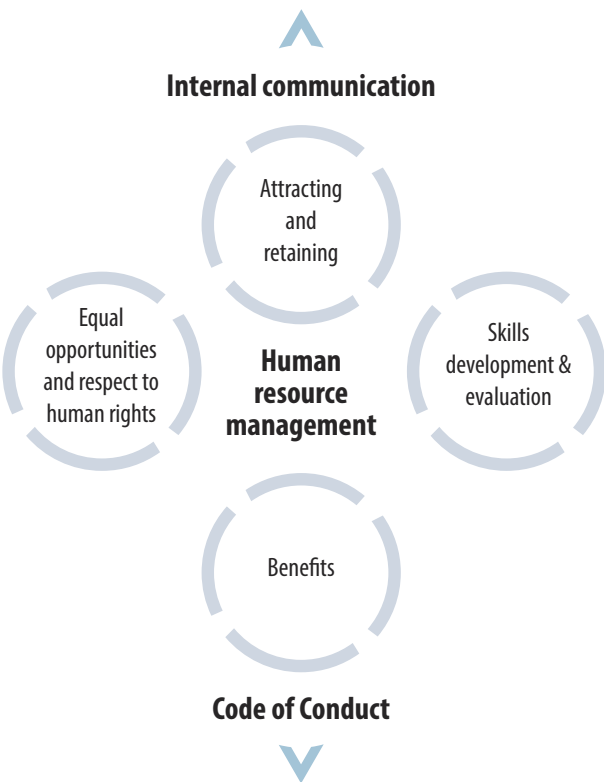 Internal communication
Attracting
and
retaining
Equal
opportunities
and respect to
human rights
Human
resource
management
Skills
development &
evaluation
Benefits
Code of Conduct